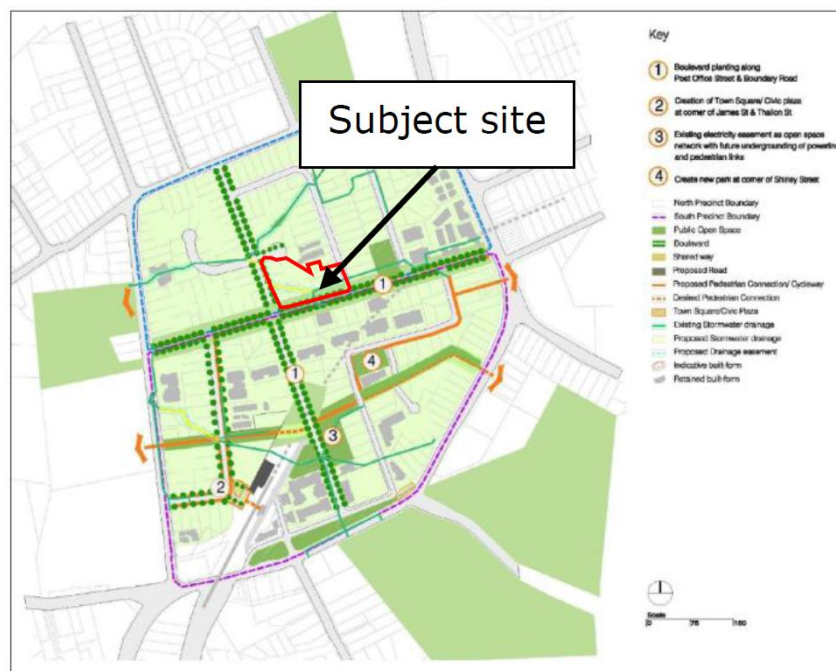 Subject site
Key
1
Boulevard planting along
Post Office Street & Boundary Road
2
Creation of Town Square/ Civic plaza
at corner of James St & Thallon St
3
Existing electricity easement as open space
network with future undergrounding of powerlin
and pedestrian links
4
Create new park at corner of Shirley Street
North Precinct Boundary
South Precinct Boundary
Public Open Space
Boulevard
Shared way
Proposed Road
Proposed Pedestrian Connection/ Cycleway
Desired Pedestrian Connection
Town Square/Civic Plaza
Existing Stormwater drainage
Proposed Stormwater drainage
Proposed Drainage easement
Indicative built-form
Retained built-form
1
4
1
3
2
Scale
0 75 150